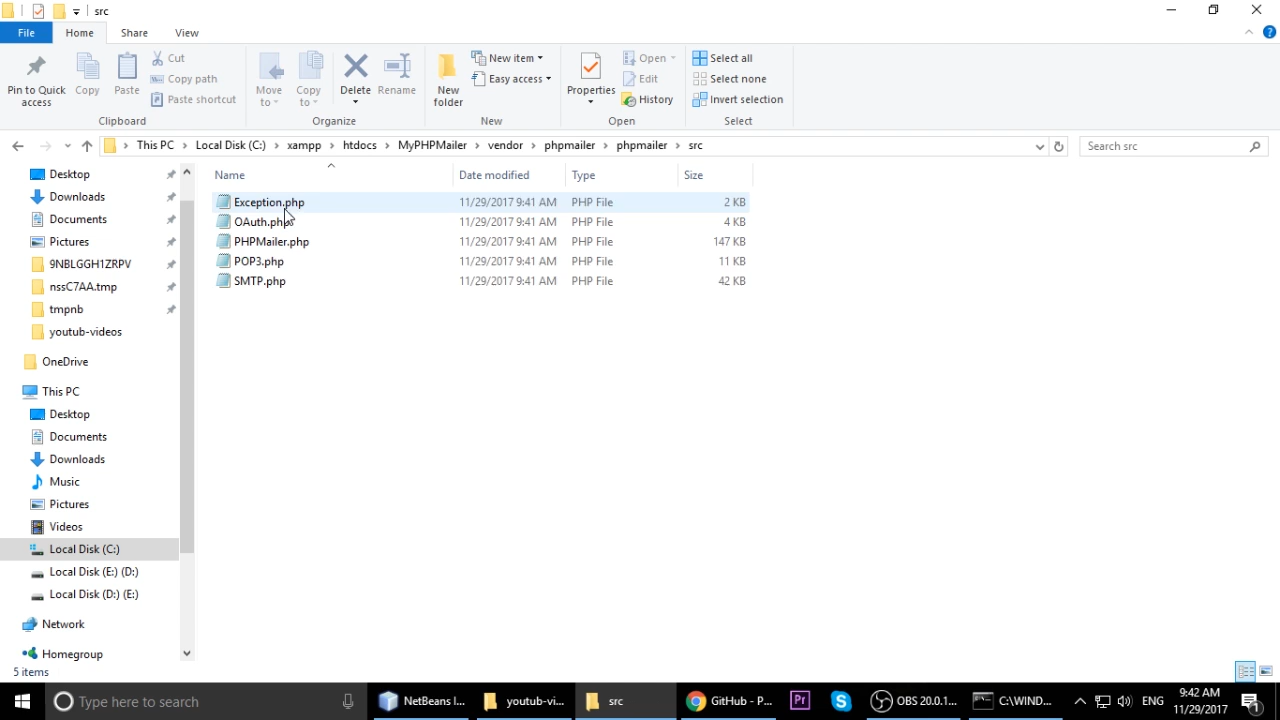 src
File Home Share View
Pin to Quick access
Copy
Paste
Cut
Copy path
Paste shortcut
Clipboard
Move to
Copy to
Delete
Rename
Organize
New folder
New item
Easy access
New
Properties
Open
Edit
History
Open
Select all
Select none
Invert selection
Select
This PC Local Disk (C:) xampp htdocs MyPHPMailer vendor phpmailer phpmailer src
Search src
Name Date modified Type Size
Exception.php 11/29/2017 9:41 AM PHP File 2 KB
OAuth.php 11/29/2017 9:41 AM PHP File 4 KB
PHPMailer.php 11/29/2017 9:41 AM PHP File 147 KB
POP3.php 11/29/2017 9:41 AM PHP File 11 KB
SMTP.php 11/29/2017 9:41 AM PHP File 42 KB
Desktop
Downloads
Documents
Pictures
9NBLGGH1ZRPV
nssC7AA.tmp
tmpnb
youtub-videos
OneDrive
This PC
Desktop
Documents
Downloads
Music
Pictures
Videos
Local Disk (C:)
Local Disk (E:) (D:)
Local Disk (D:) (E:)
Network
Homegroup
5 items
Type here to search
NetBeans I...
youtub-vi...
src
GitHub - P...
Pr
OBS 20.0.1...
C:\WIND...
ENG
9:42 AM
11/29/2017
1